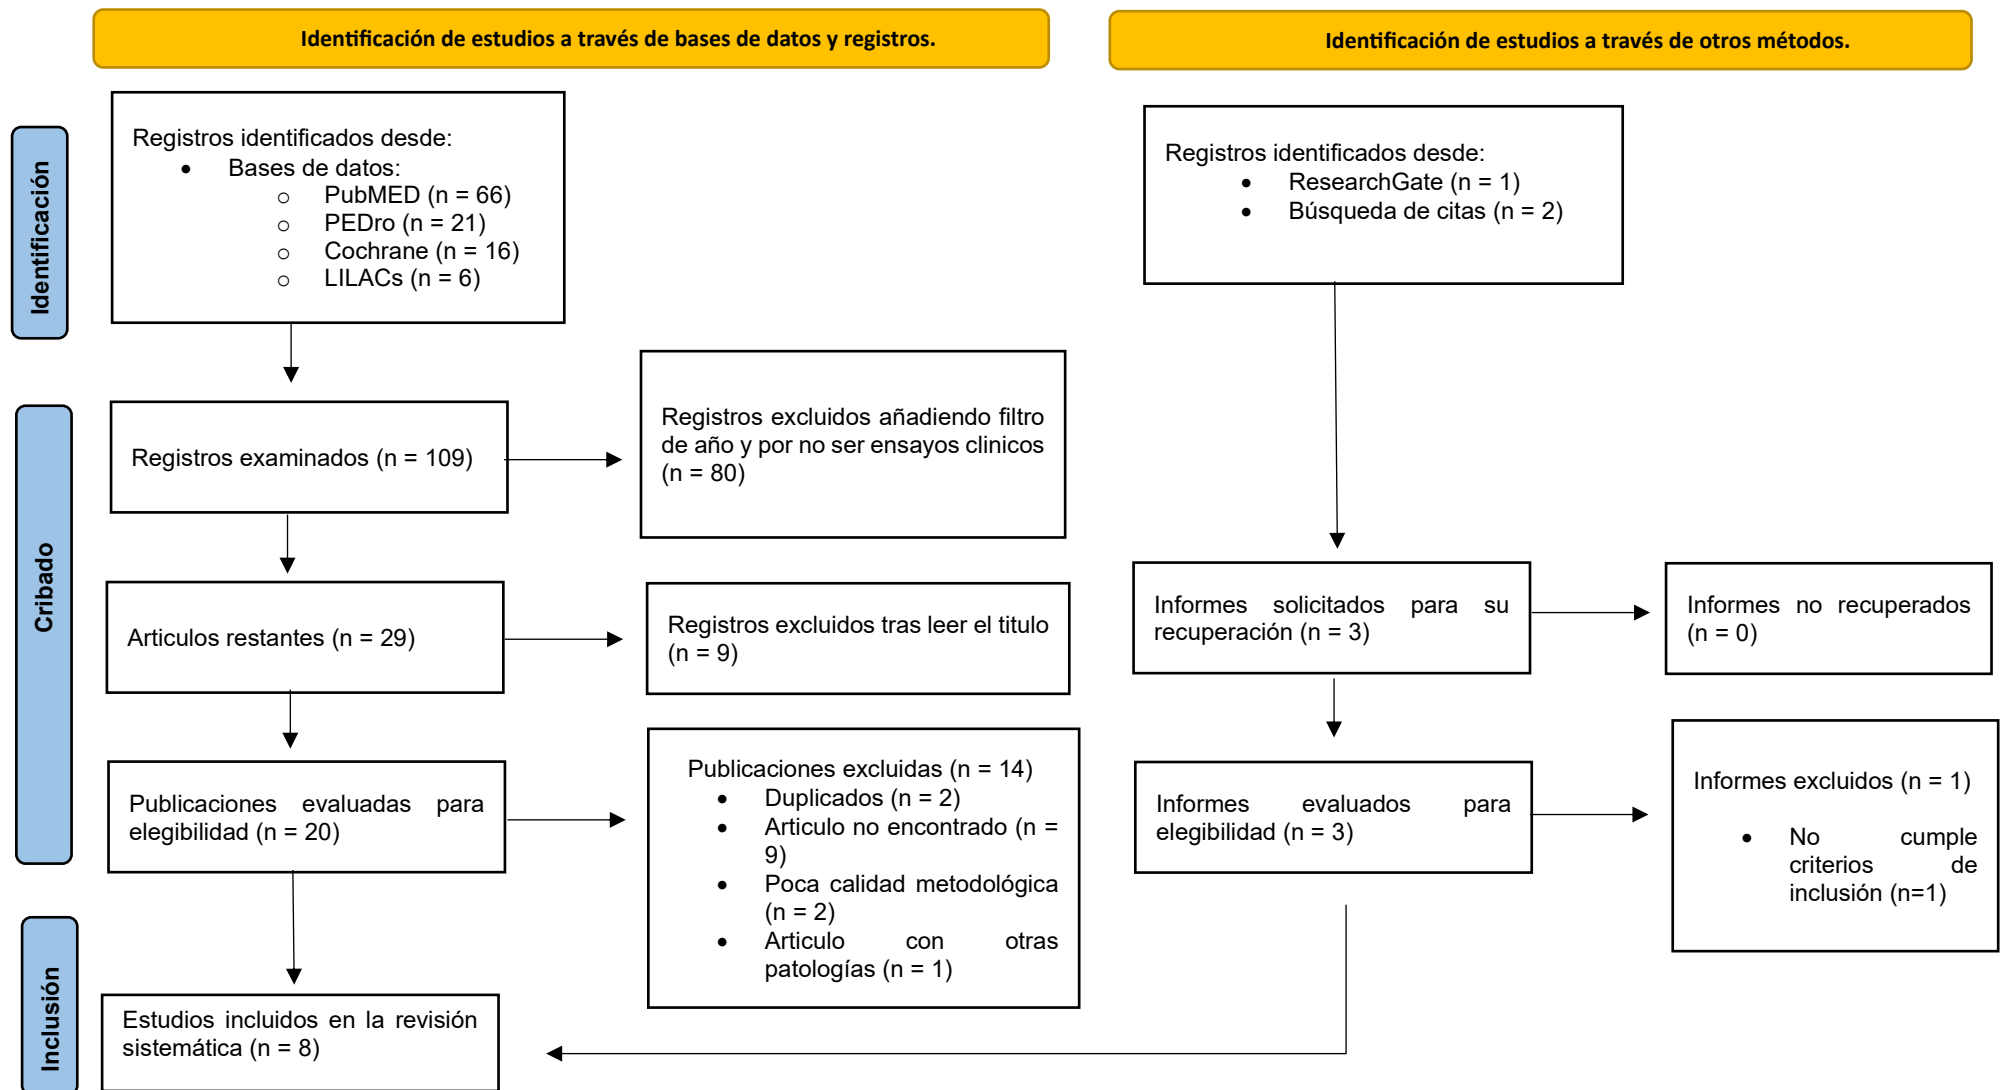 Identificación de estudios a través de bases de datos y registros.
Identificación de estudios a través de otros métodos.
Identificación
Registros identificados desde:
• Bases de datos:
o PubMED (n = 66)
o PEDro (n = 21)
o Cochrane (n = 16)
o LILACs (n = 6)
Registros identificados desde:
• ResearchGate (n = 1)
• Búsqueda de citas (n = 2)
Cribado
Registros examinados (n = 109)
Registros excluidos añadiendo filtro
de año y por no ser ensayos clinicos
(n = 80)
Articulos restantes (n = 29)
Registros excluidos tras leer el titulo
(n = 9)
Informes solicitados para su
recuperación (n = 3)
Informes no recuperados
(n = 0)
Publicaciones evaluadas para
elegibilidad (n = 20)
Publicaciones excluidas (n = 14)
• Duplicados (n = 2)
• Articulo no encontrado (n =
9)
• Poca calidad metodológica
(n = 2)
• Articulo con otras
patologías (n = 1)
Informes evaluados para
elegibilidad (n = 3)
Informes excluidos (n = 1)
• No cumple
criterios de
inclusión (n=1)
Inclusión
Estudios incluidos en la revisión
sistemática (n = 8)